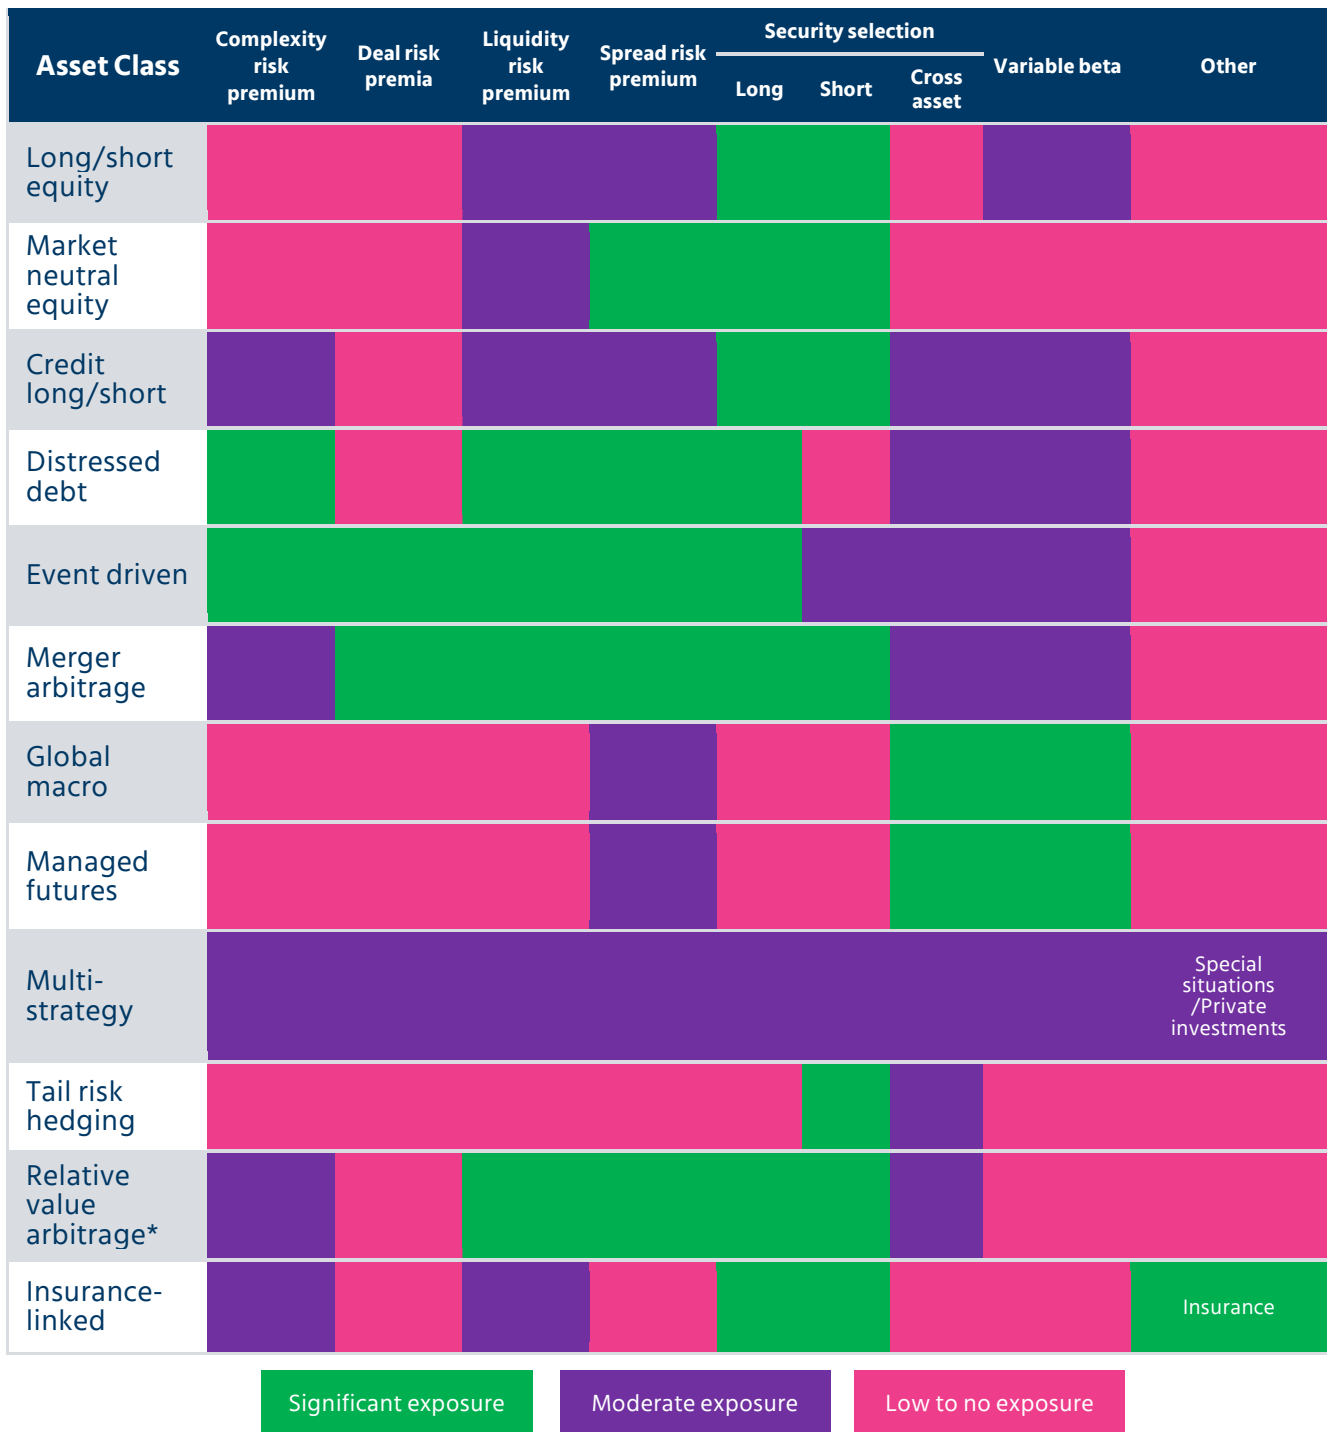 Asset Class
Complexity
risk
premium
Deal risk
premia
Liquidity
risk
premium
Spread risk
premium
Security selection
Long
Short
Cross
asset
Variable beta
Other
Long/short
equity
Market
neutral
equity
Credit
long/short
Distressed
debt
Event driven
Merger
arbitrage
Global
macro
Managed
futures
Multi-
strategy
Special
situations
/Private
investments
Tail risk
hedging
Relative
value
arbitrage*
Insurance-
linked
Insurance
Significant exposure
Moderate exposure
Low to no exposure